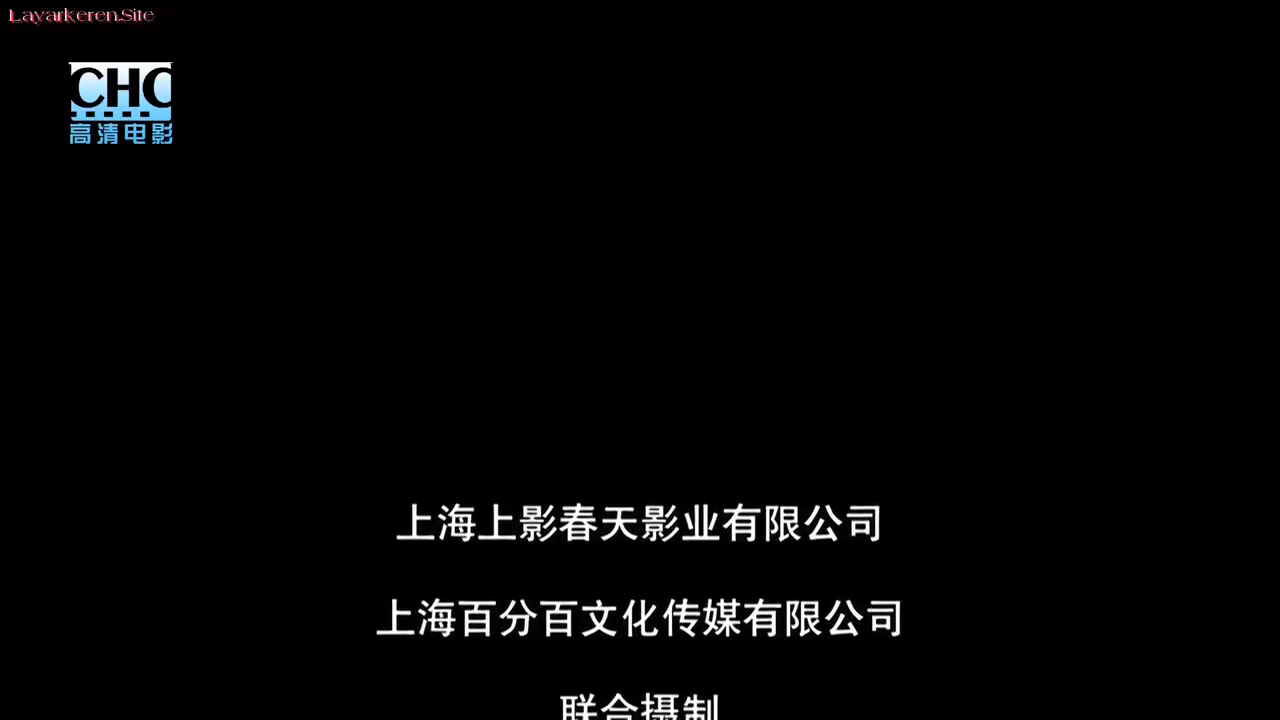 Layarkeren.Site
CHC
高清电影
上海上影春天影业有限公司
上海百分百文化传媒有限公司
联合摄制